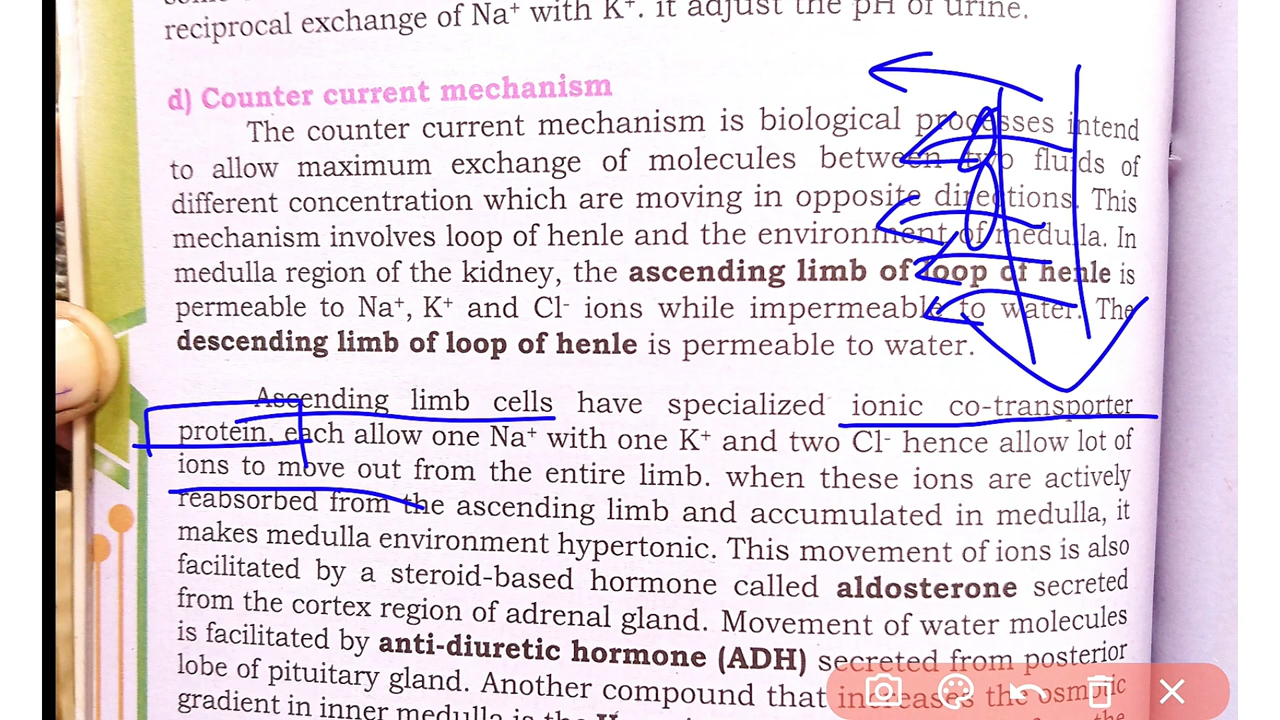 reciprocal exchange of Na⁺ with K⁺. it adjust the pH of urine.
d) Counter current mechanism
The counter current mechanism is biological processes intend
to allow maximum exchange of molecules between two fluids of
different concentration which are moving in opposite directions. This
mechanism involves loop of henle and the environment of medulla. In
medulla region of the kidney, the ascending limb of loop of henle is
permeable to Na⁺, K⁺ and Cl⁻ ions while impermeable to water. The
descending limb of loop of henle is permeable to water.
Ascending limb cells have specialized ionic co-transporter
protein, each allow one Na⁺ with one K⁺ and two Cl⁻ hence allow lot of
ions to move out from the entire limb. when these ions are actively
reabsorbed from the ascending limb and accumulated in medulla, it
makes medulla environment hypertonic. This movement of ions is also
facilitated by a steroid-based hormone called aldosterone secreted
from the cortex region of adrenal gland. Movement of water molecules
is facilitated by anti-diuretic hormone (ADH) secreted from posterior
lobe of pituitary gland. Another compound that increases the osmotic
gradient in inner medulla is the